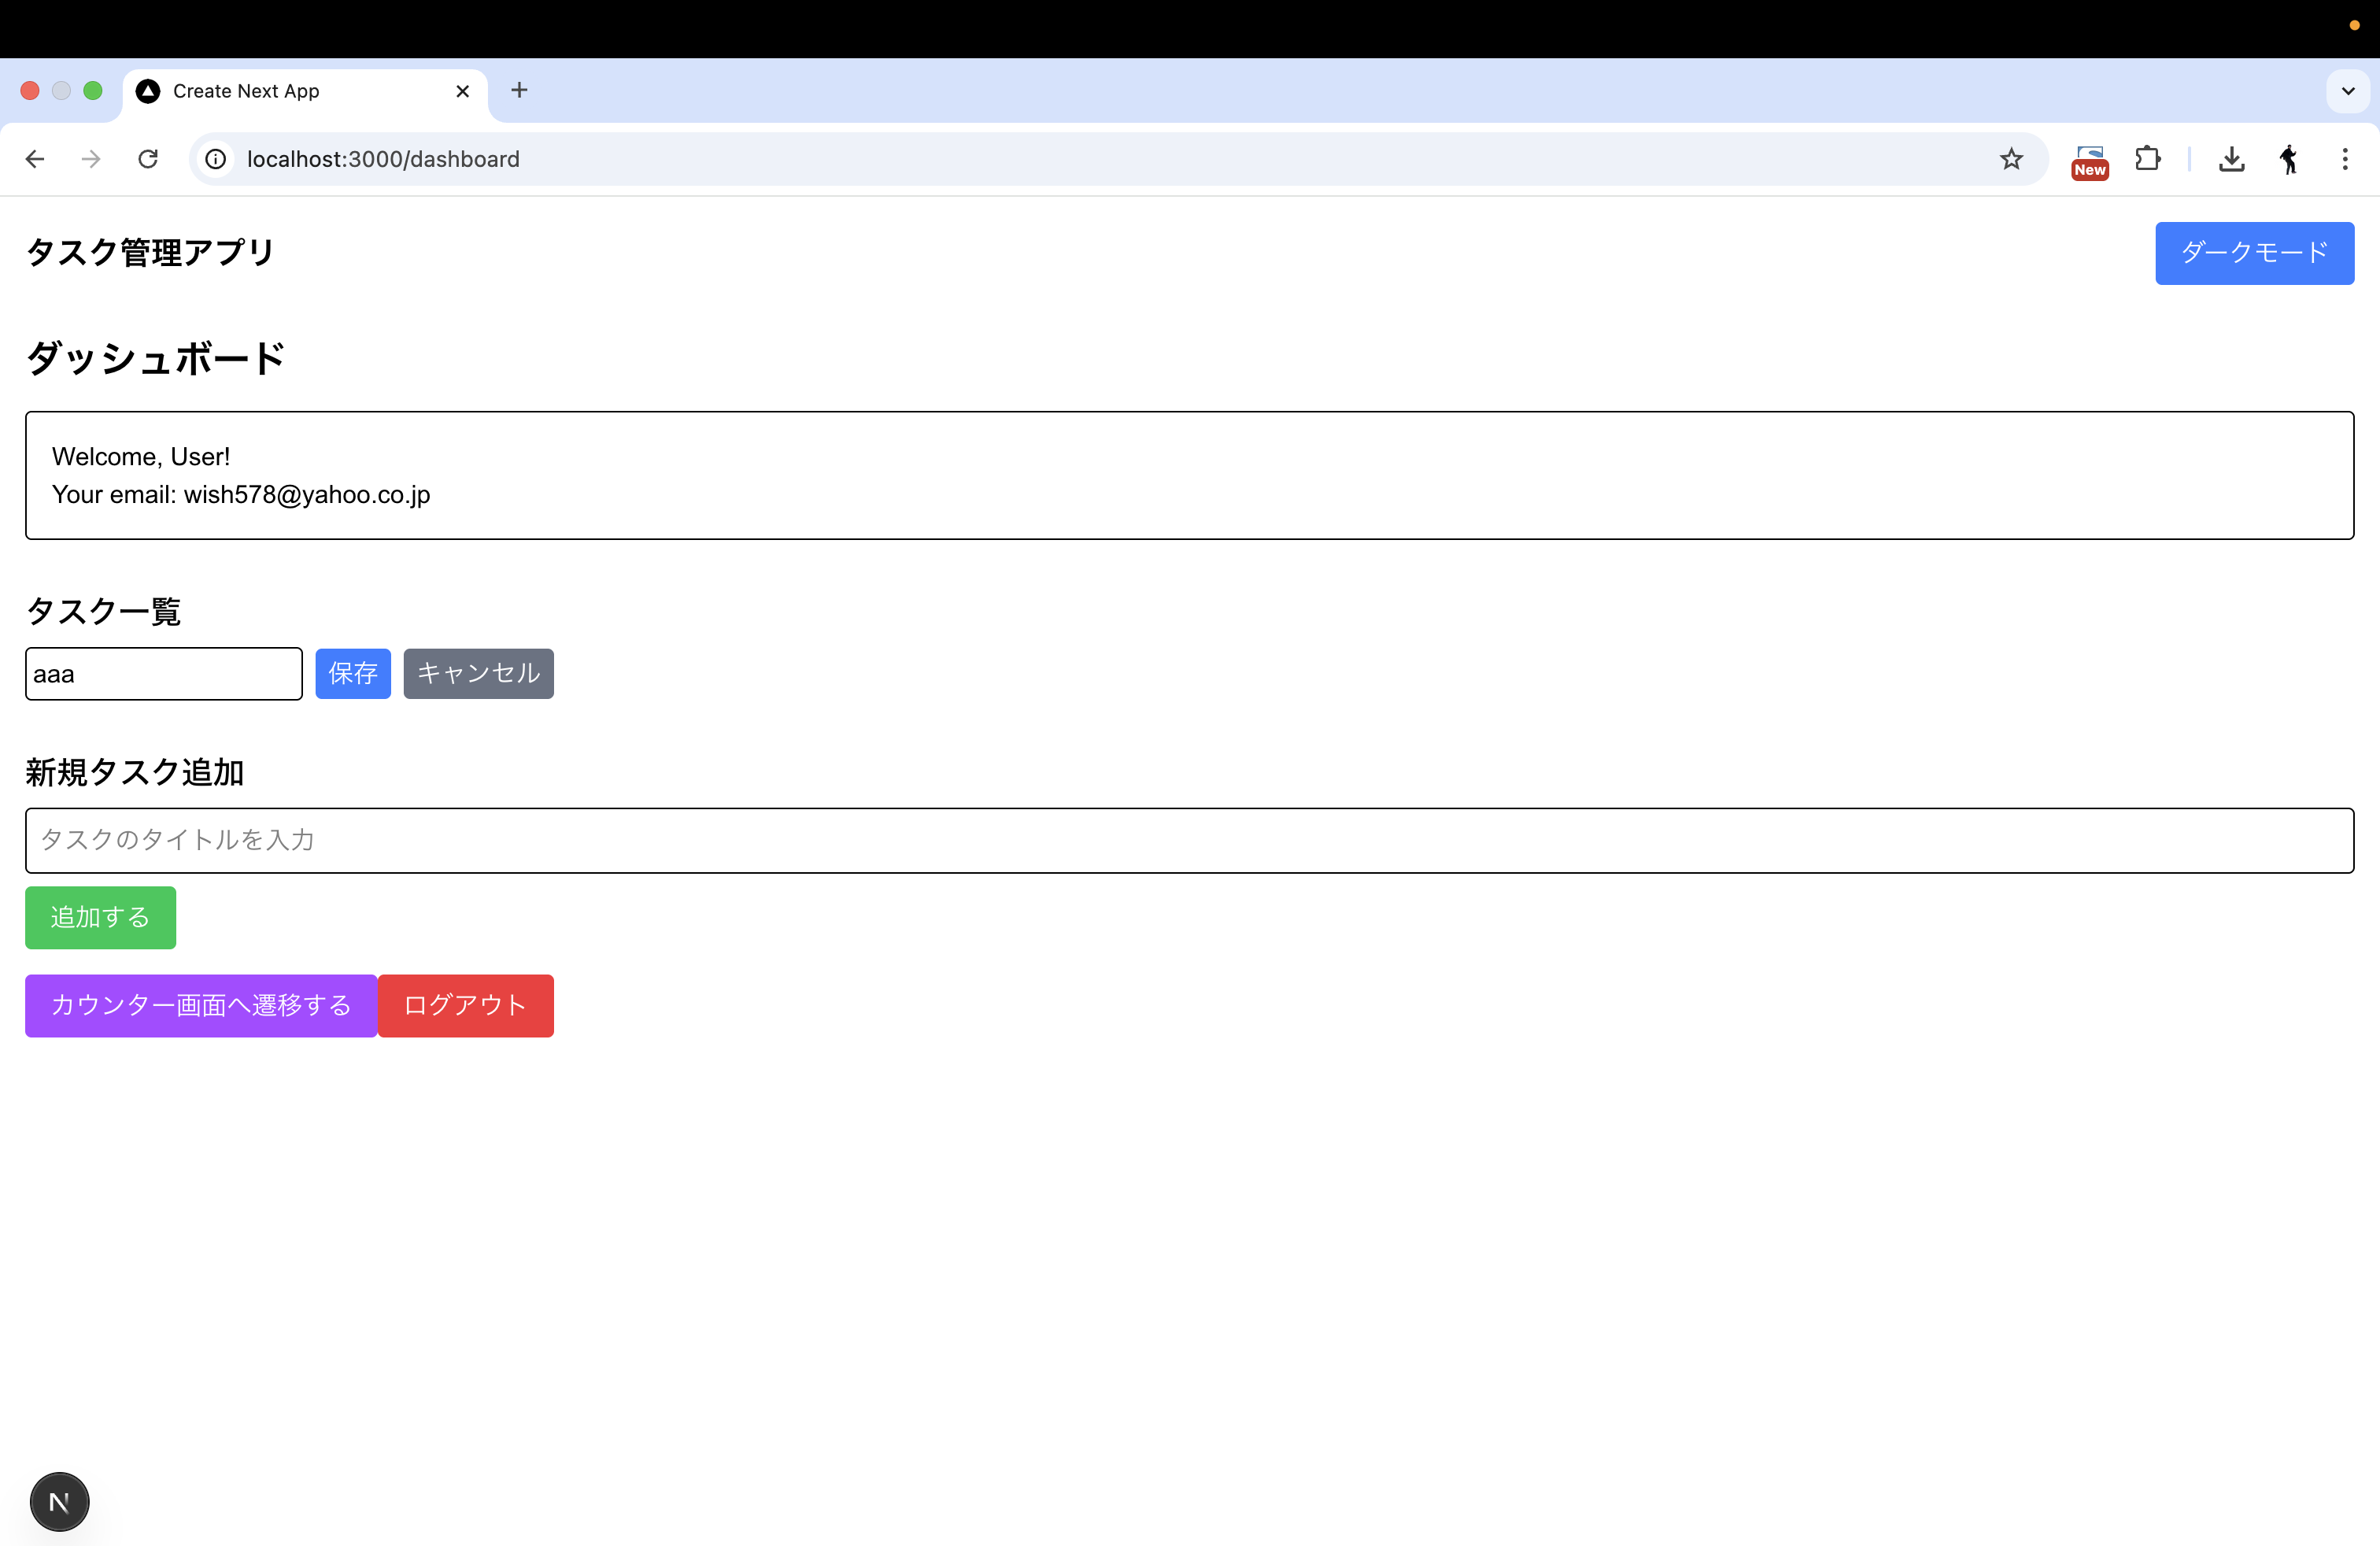 Create Next App
localhost:3000/dashboard
New
タスク管理アプリ
ダークモード
ダッシュボード
Welcome, User!
Your email: wish578@yahoo.co.jp
タスク一覧
aaa
保存
キャンセル
新規タスク追加
タスクのタイトルを入力
追加する
カウンター画面へ遷移する
ログアウト
N